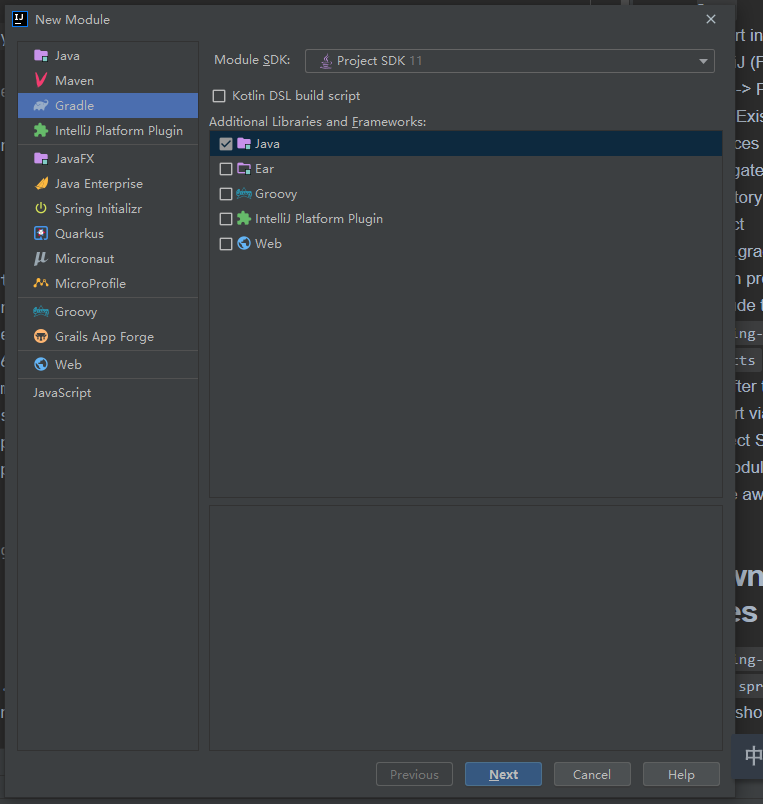 New Module
Java
Maven
Gradle
IntelliJ Platform Plugin
JavaFX
Java Enterprise
Spring Initializr
Quarkus
Micronaut
MicroProfile
Groovy
Grails App Forge
Web
JavaScript
Module SDK:
Project SDK 11
Kotlin DSL build script
Additional Libraries and Frameworks:
Java
Ear
Groovy
IntelliJ Platform Plugin
Web
Previous
Next
Cancel
Help
中